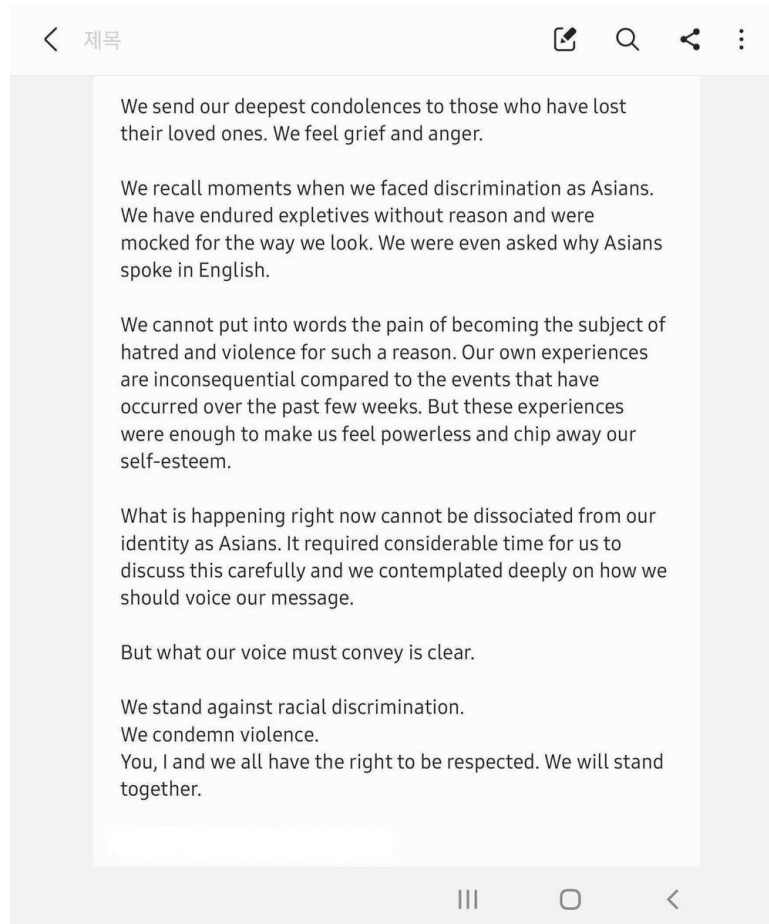 제목
We send our deepest condolences to those who have lost
their loved ones. We feel grief and anger.
We recall moments when we faced discrimination as Asians.
We have endured expletives without reason and were
mocked for the way we look. We were even asked why Asians
spoke in English.
We cannot put into words the pain of becoming the subject of
hatred and violence for such a reason. Our own experiences
are inconsequential compared to the events that have
occurred over the past few weeks. But these experiences
were enough to make us feel powerless and chip away our
self-esteem.
What is happening right now cannot be dissociated from our
identity as Asians. It required considerable time for us to
discuss this carefully and we contemplated deeply on how we
should voice our message.
But what our voice must convey is clear.
We stand against racial discrimination.
We condemn violence.
You, I and we all have the right to be respected. We will stand
together.